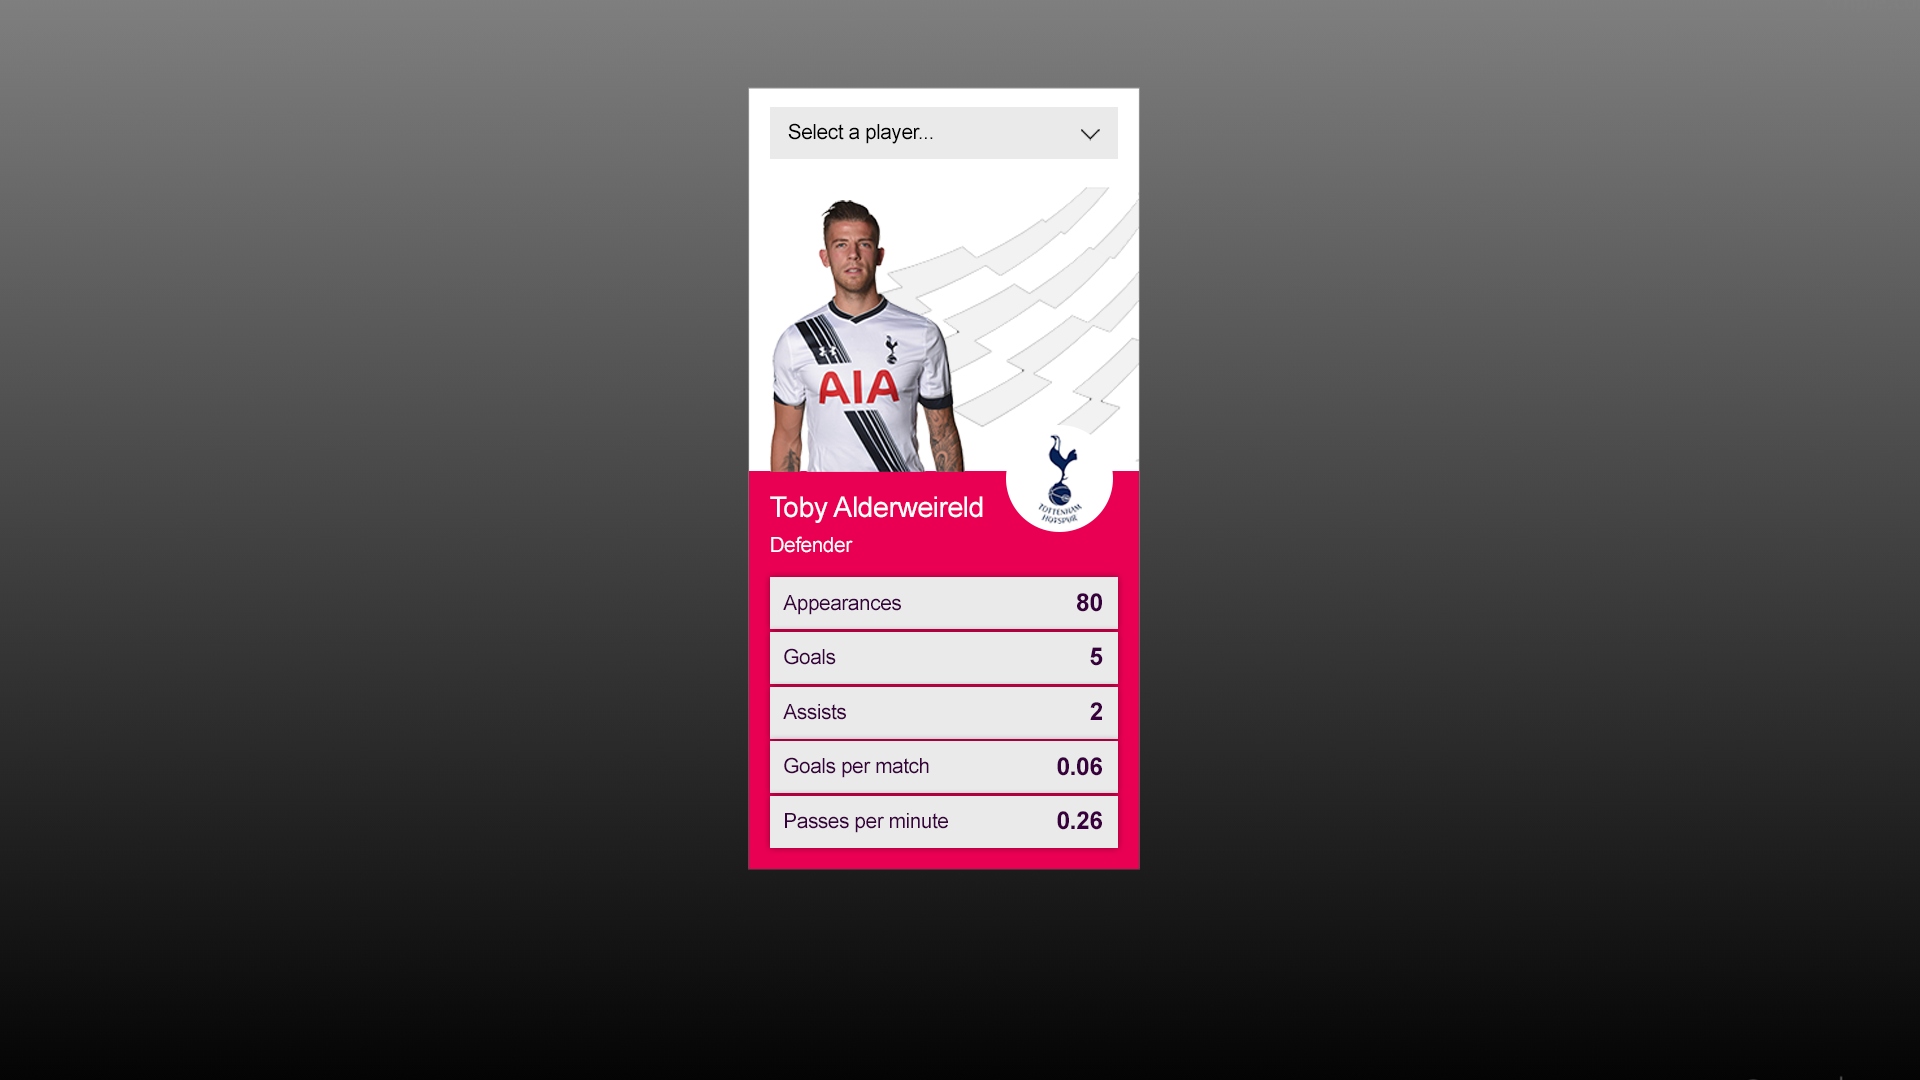 Select a player...
AIA
TOTTENHAM
HOTSPUR
Toby Alderweireld
Defender
Appearances 80
Goals 5
Assists 2
Goals per match 0.06
Passes per minute 0.26